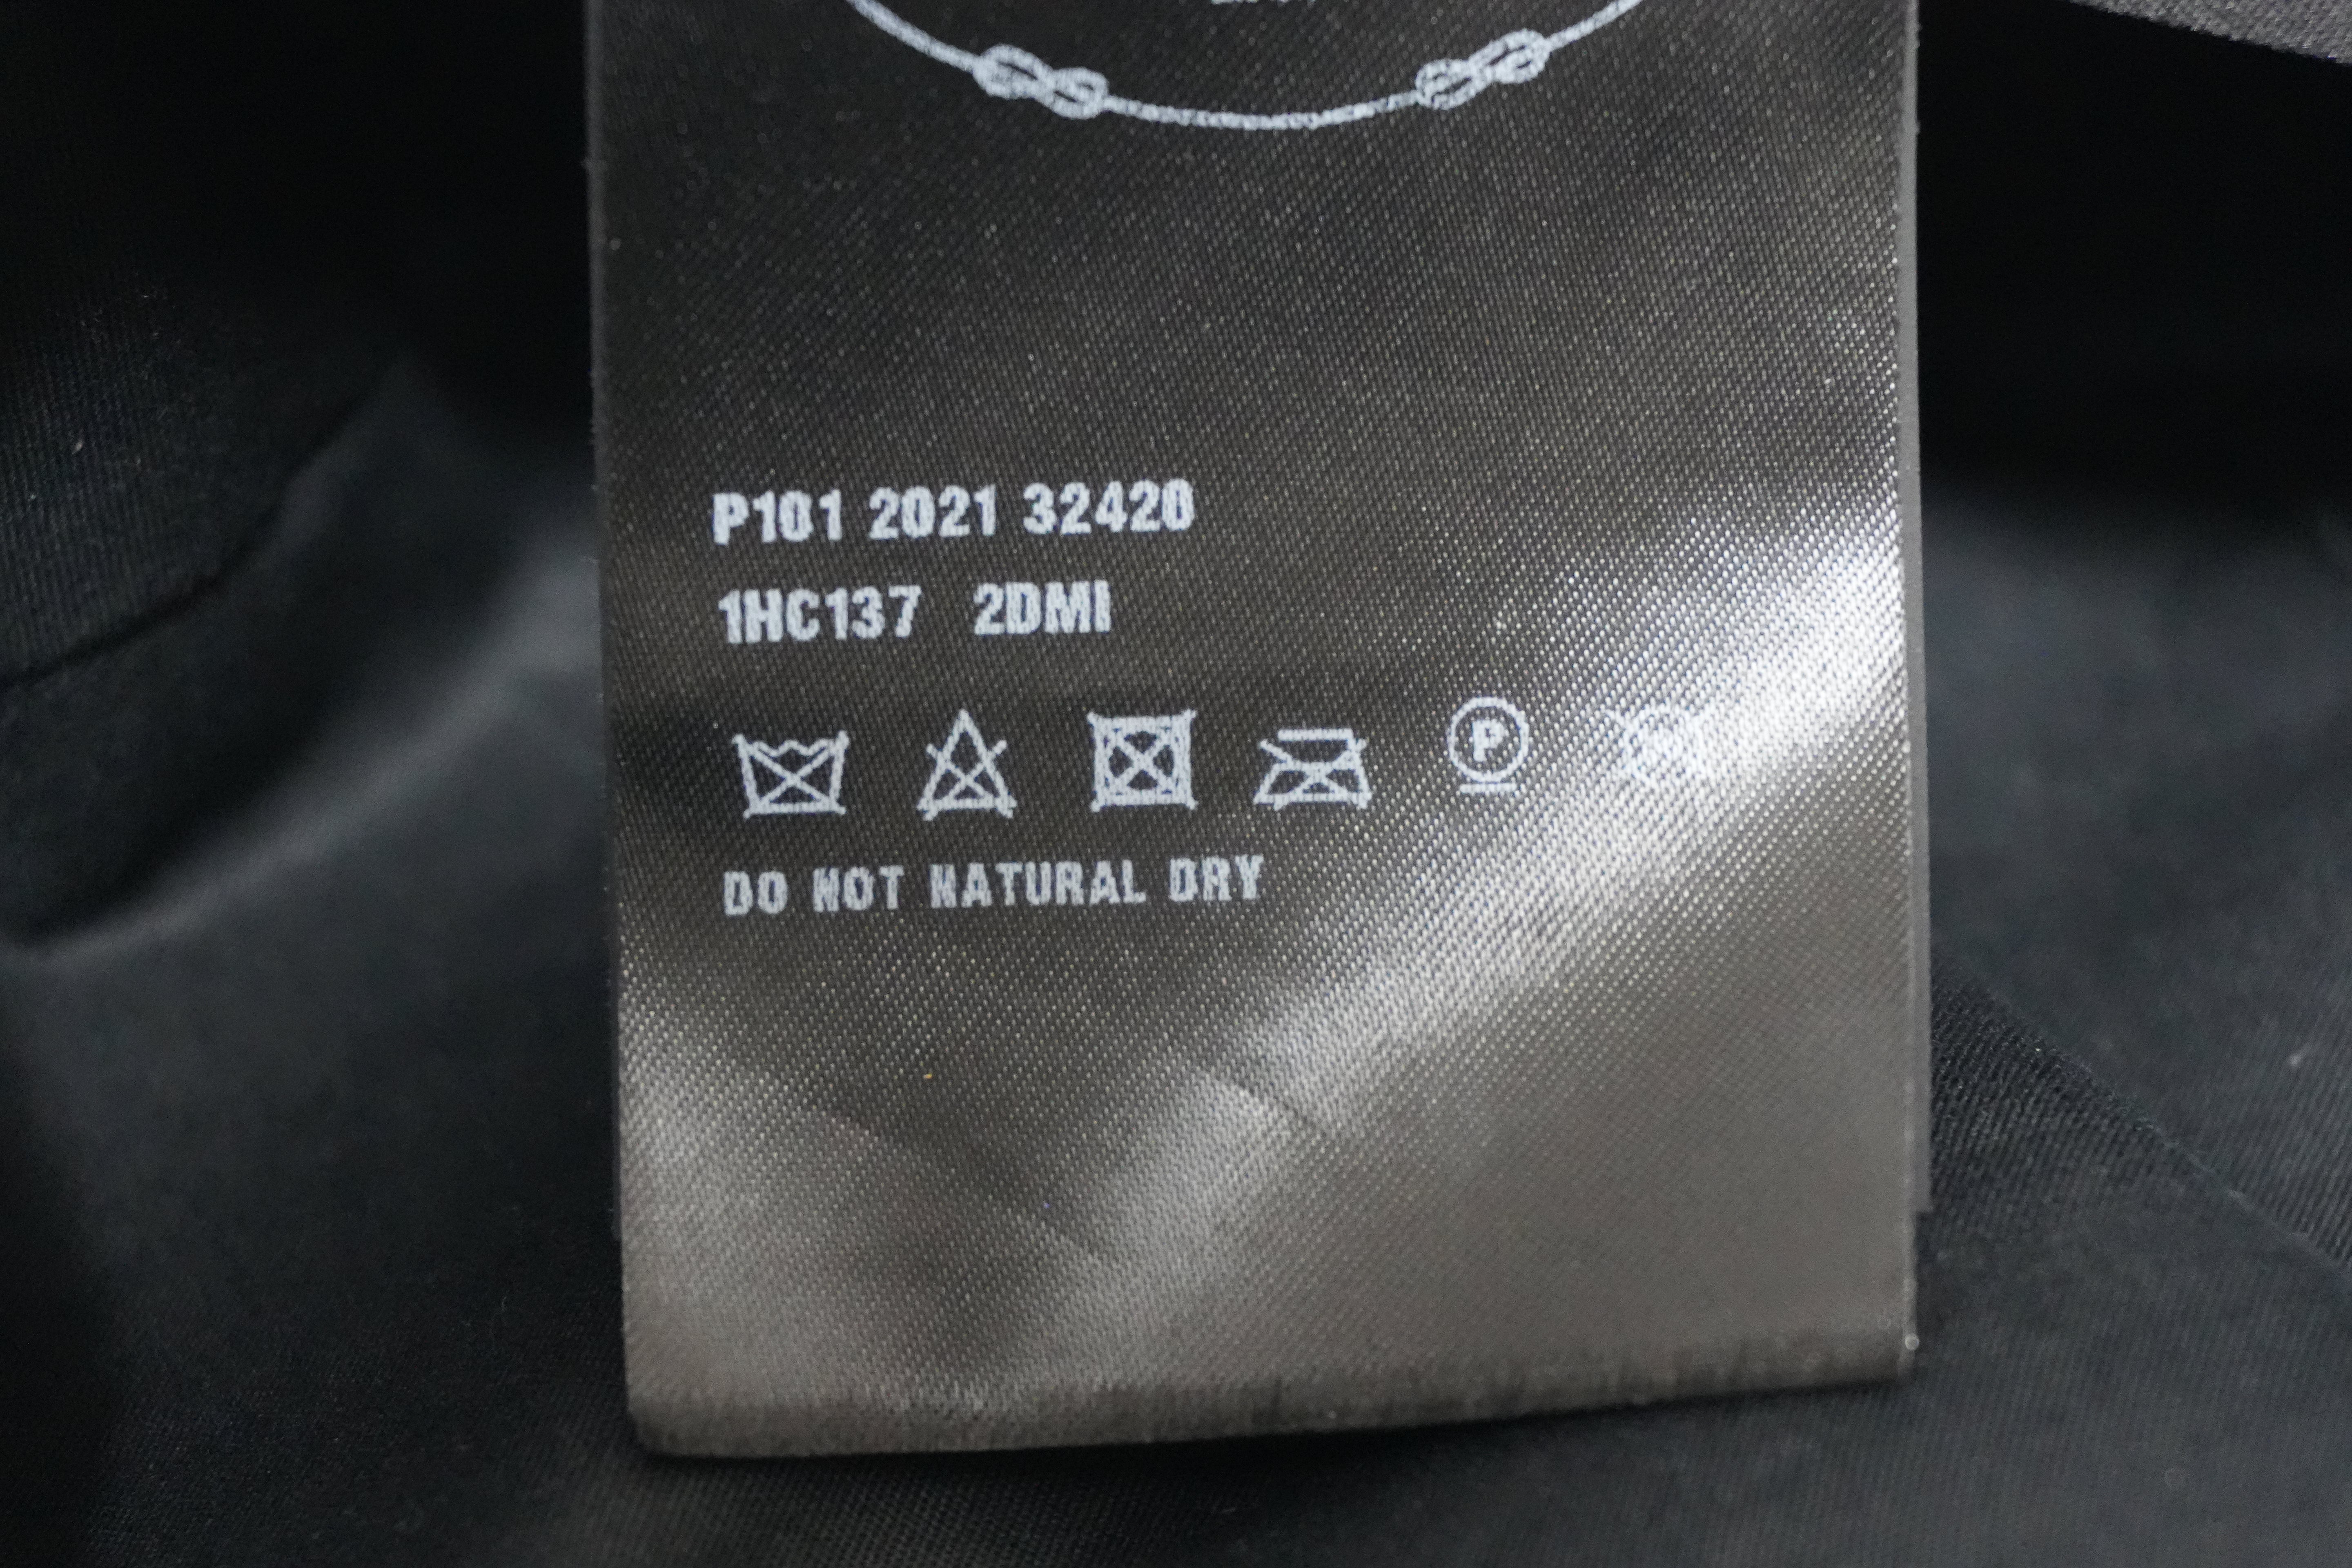 P101 2021 32420
1HC137 2DMI
P
DO NOT NATURAL DRY